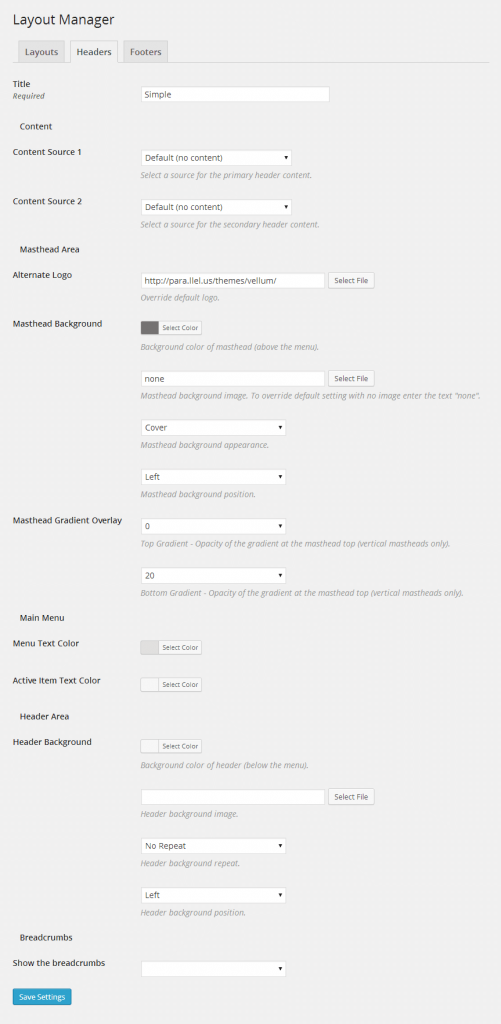 Layout Manager
Layouts Headers Footers
Title
Required
Simple
Content
Content Source 1
Default (no content)
Select a source for the primary header content.
Content Source 2
Default (no content)
Select a source for the secondary header content.
Masthead Area
Alternate Logo
http://para.llel.us/themes/vellum/ Select File
Override default logo.
Masthead Background
Select Color
Background color of masthead (above the menu).
none Select File
Masthead background image. To override default setting with no image enter the text "none".
Cover
Masthead background appearance.
Left
Masthead background position.
Masthead Gradient Overlay
0
Top Gradient - Opacity of the gradient at the masthead top (vertical mastheads only).
20
Bottom Gradient - Opacity of the gradient at the masthead top (vertical mastheads only).
Main Menu
Menu Text Color
Select Color
Active Item Text Color
Select Color
Header Area
Header Background
Select Color
Background color of header (below the menu).
Select File
Header background image.
No Repeat
Header background repeat.
Left
Header background position.
Breadcrumbs
Show the breadcrumbs
Save Settings